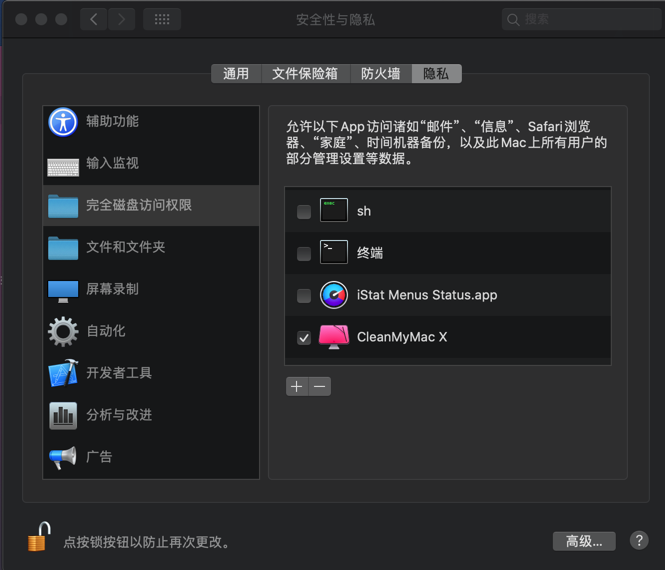 安全性与隐私
搜索
通用
文件保险箱
防火墙
隐私
辅助功能
输入监视
完全磁盘访问权限
文件和文件夹
屏幕录制
自动化
开发者工具
分析与改进
广告
允许以下App访问诸如“邮件”、“信息”、Safari浏览
器、“家庭”、时间机器备份，以及此Mac上所有用户的
部分管理设置等数据。
sh
终端
iStat Menus Status.app
CleanMyMac X
点按锁按钮以防止再次更改。
高级...
?